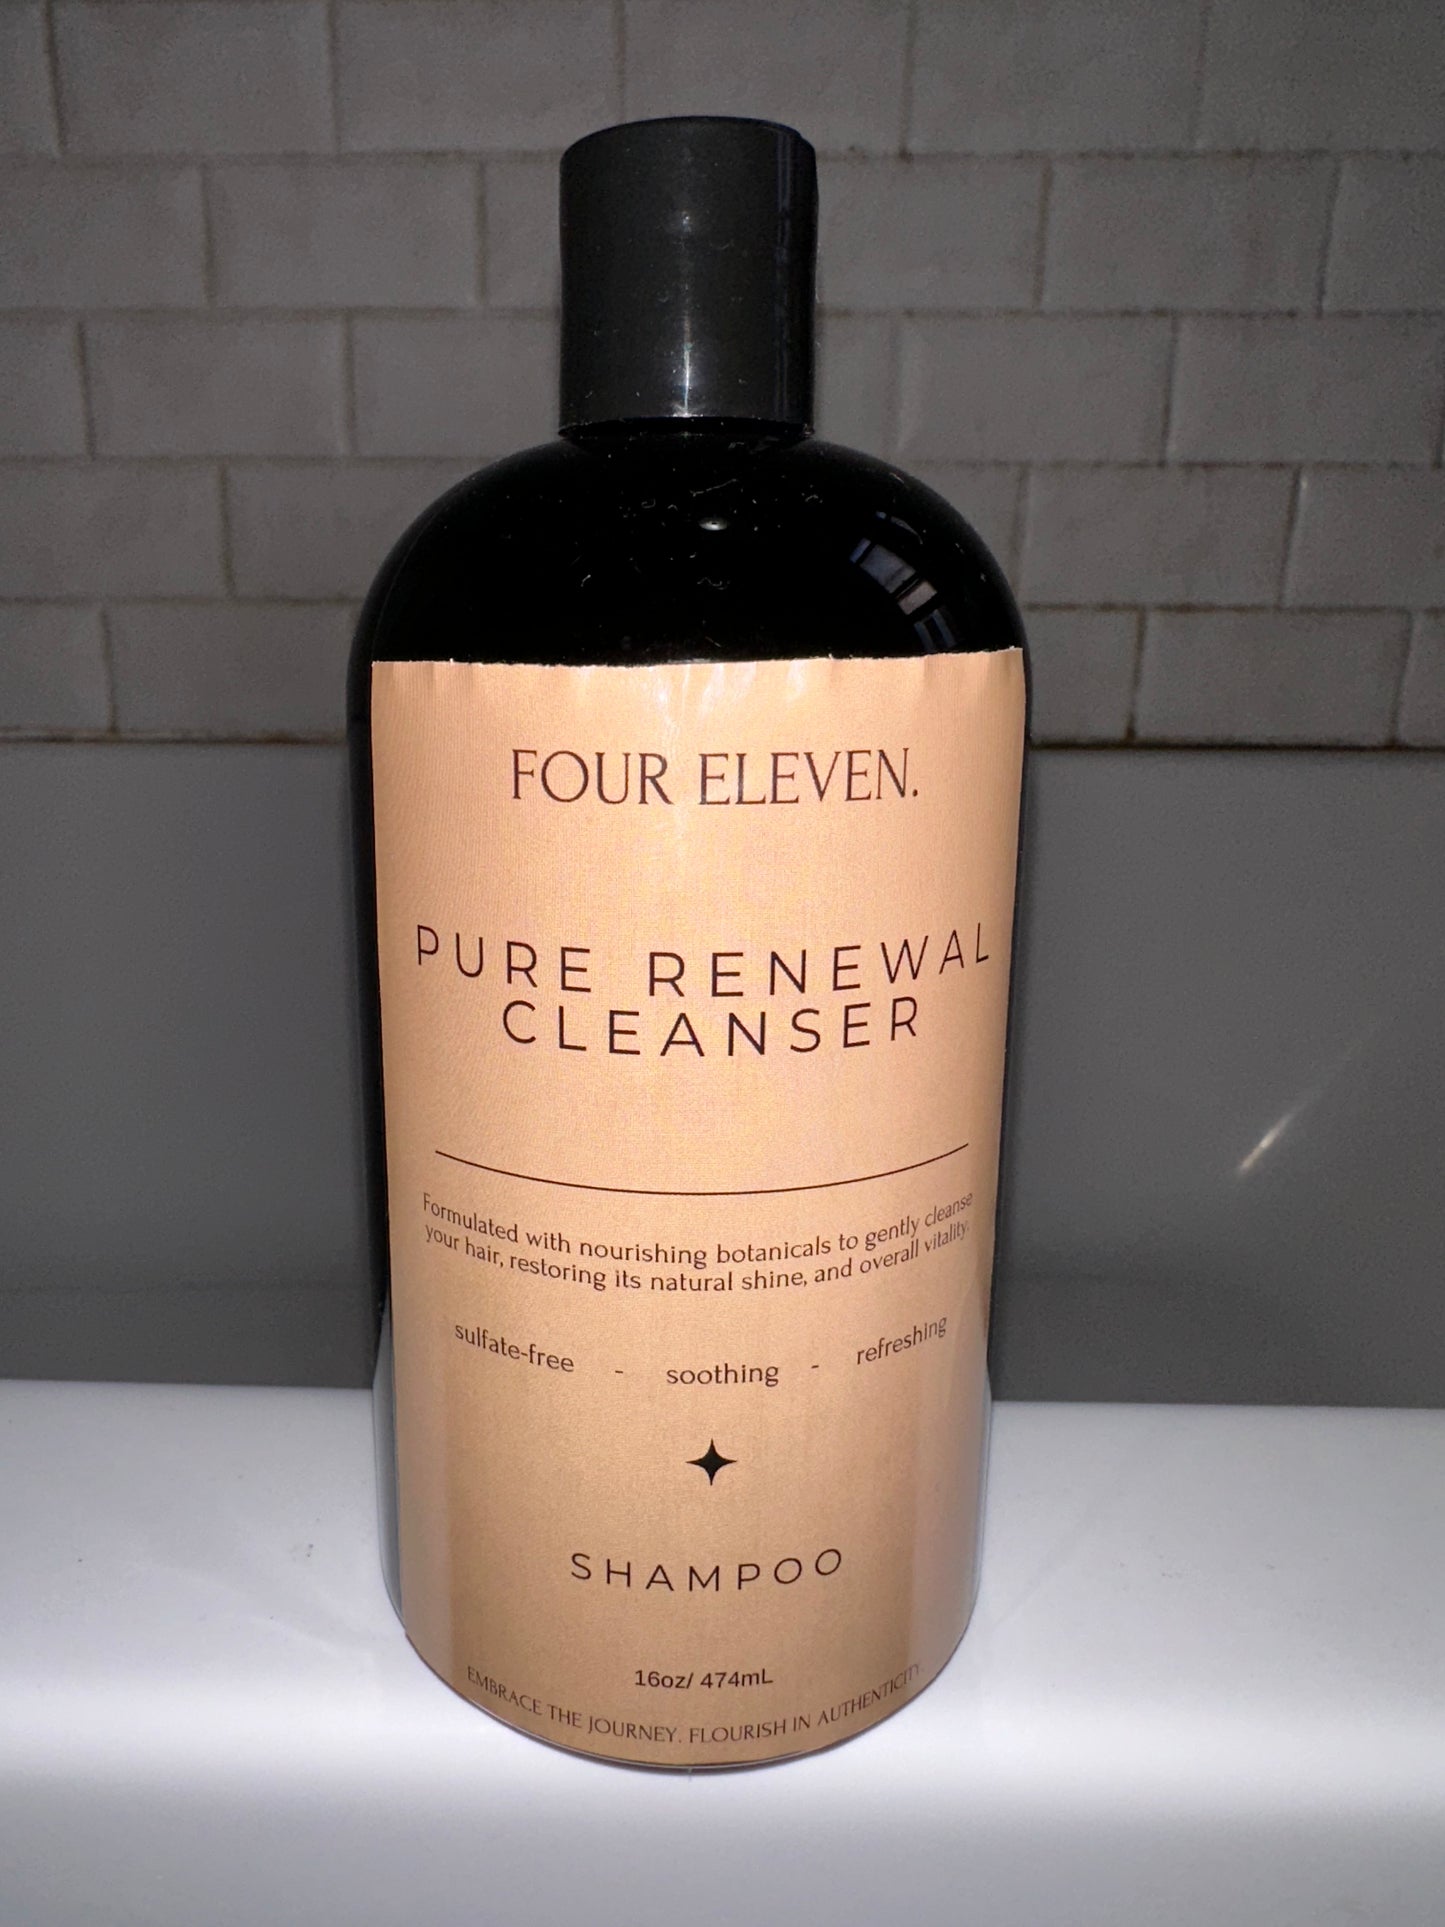 FOUR ELEVEN.
PURE RENEWAL
CLEANSER
Formulated with nourishing botanicals to gently cleanse
your hair, restoring its natural shine, and overall vitality.
sulfate-free - soothing - refreshing
SHAMPOO
16oz/ 474mL
EMBRACE THE JOURNEY. FLOURISH IN AUTHENTICITY.